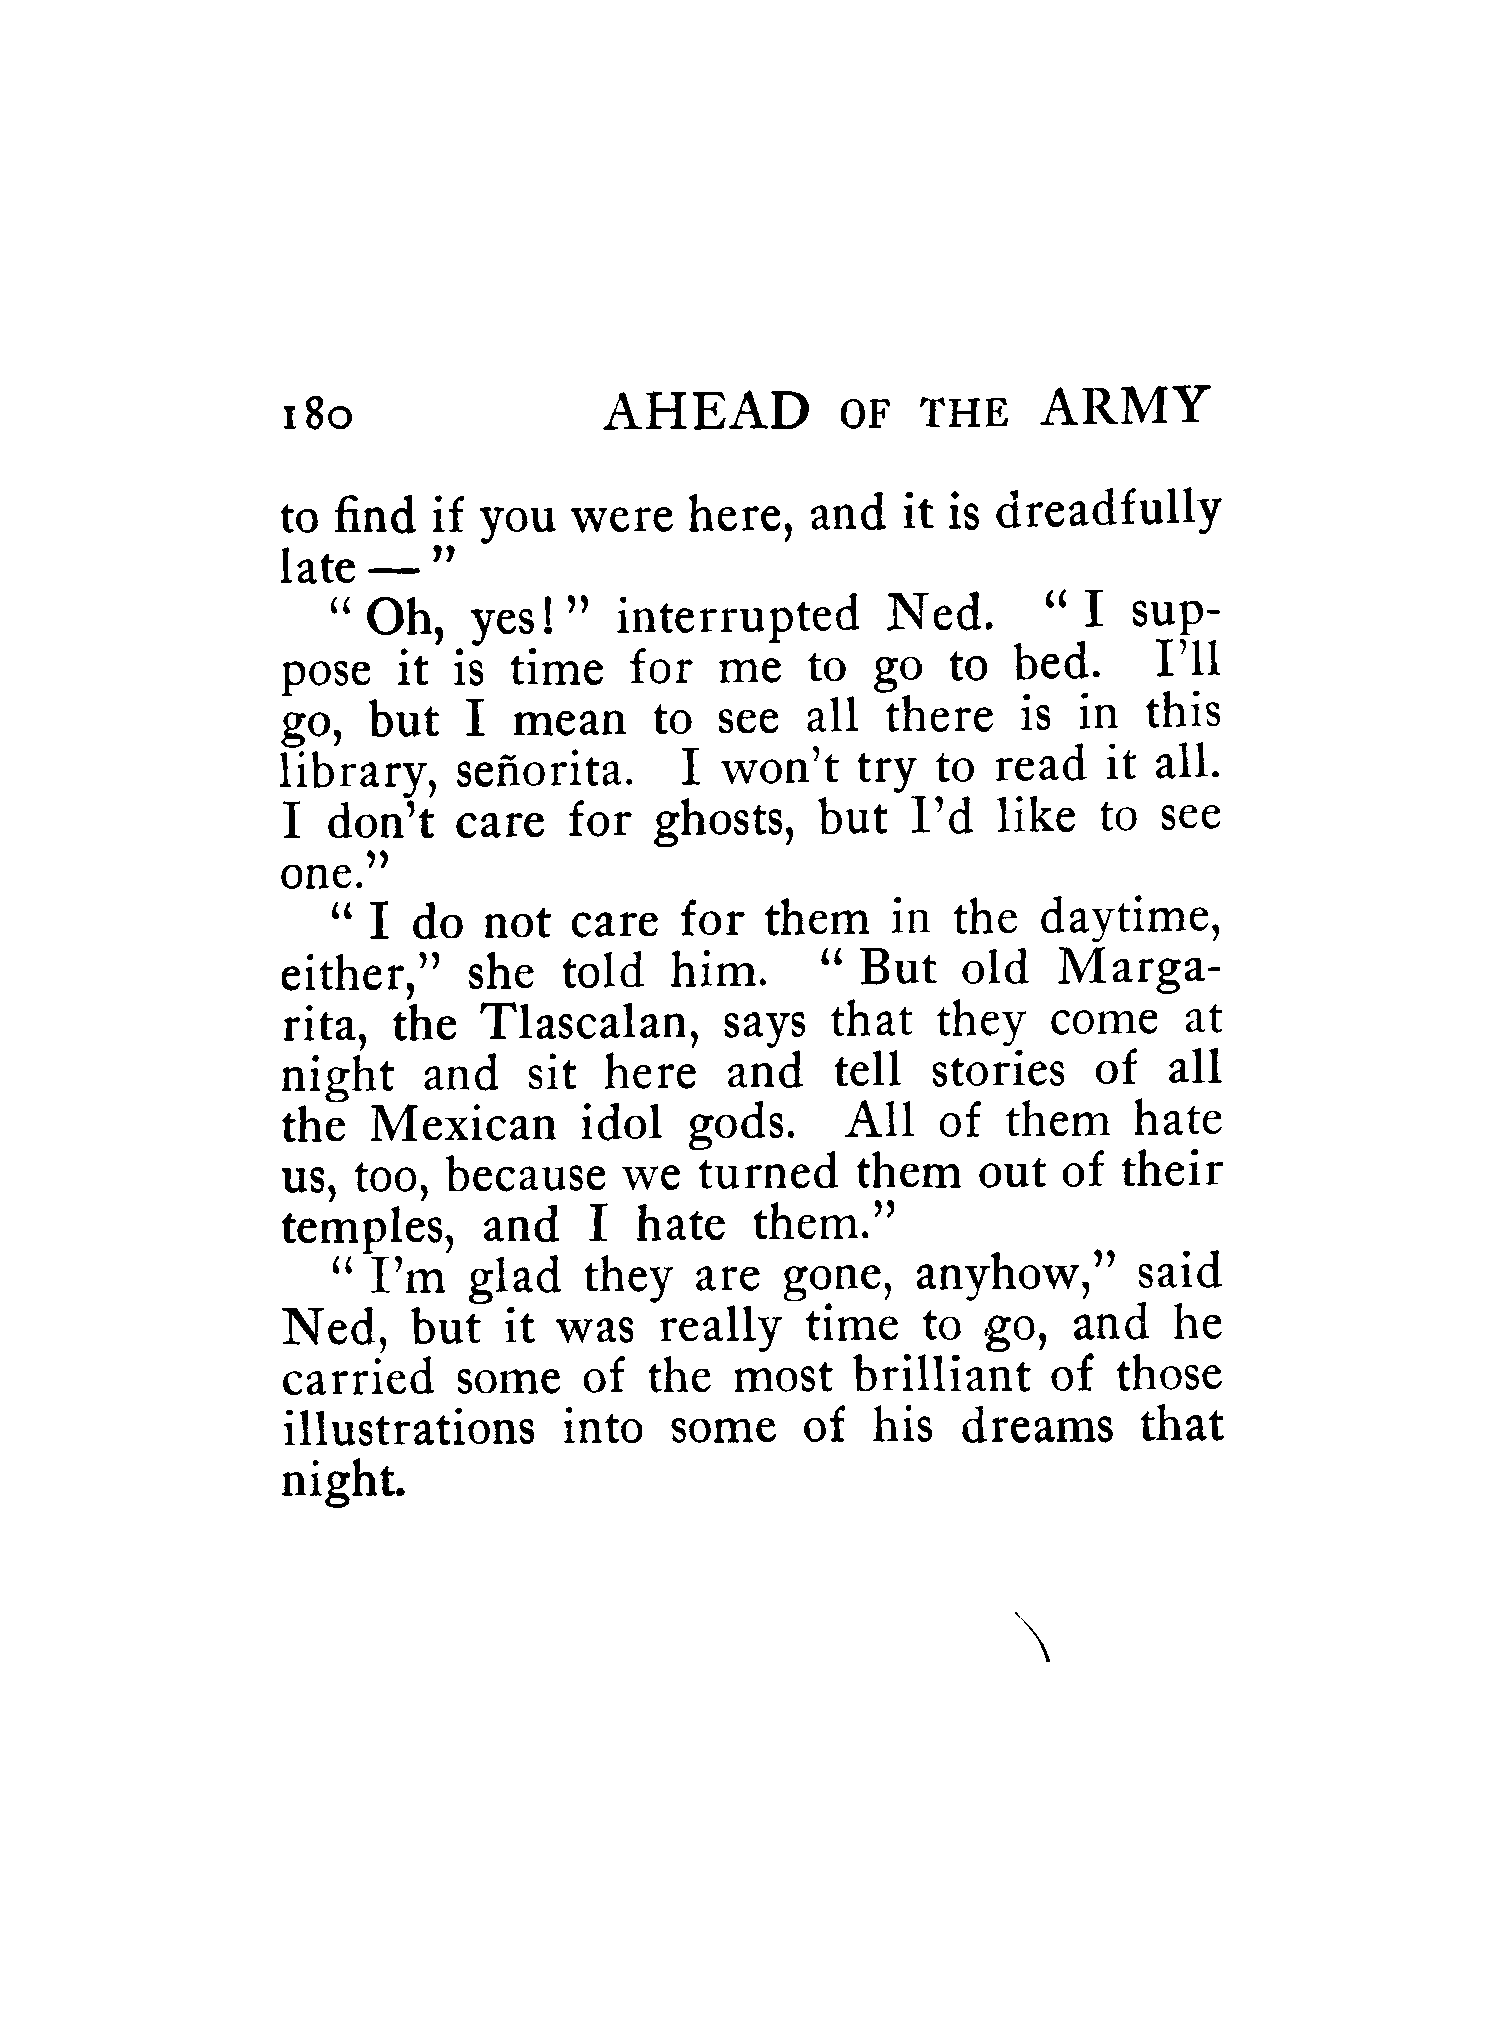 180 AHEAD OF THE ARMY
to find if you were here, and it is dreadfully
late — ”
“ Oh, yes! ” interrupted Ned. “ I sup-
pose it is time for me to go to bed. I’ll
go, but I mean to see all there is in this
library, señorita. I won’t try to read it all.
I don’t care for ghosts, but I’d like to see
one.”
“ I do not care for them in the daytime,
either,” she told him. “ But old Marga-
rita, the Tlascalan, says that they come at
night and sit here and tell stories of all
the Mexican idol gods. All of them hate
us, too, because we turned them out of their
temples, and I hate them.”
“ I’m glad they are gone, anyhow,” said
Ned, but it was really time to go, and he
carried some of the most brilliant of those
illustrations into some of his dreams that
night.